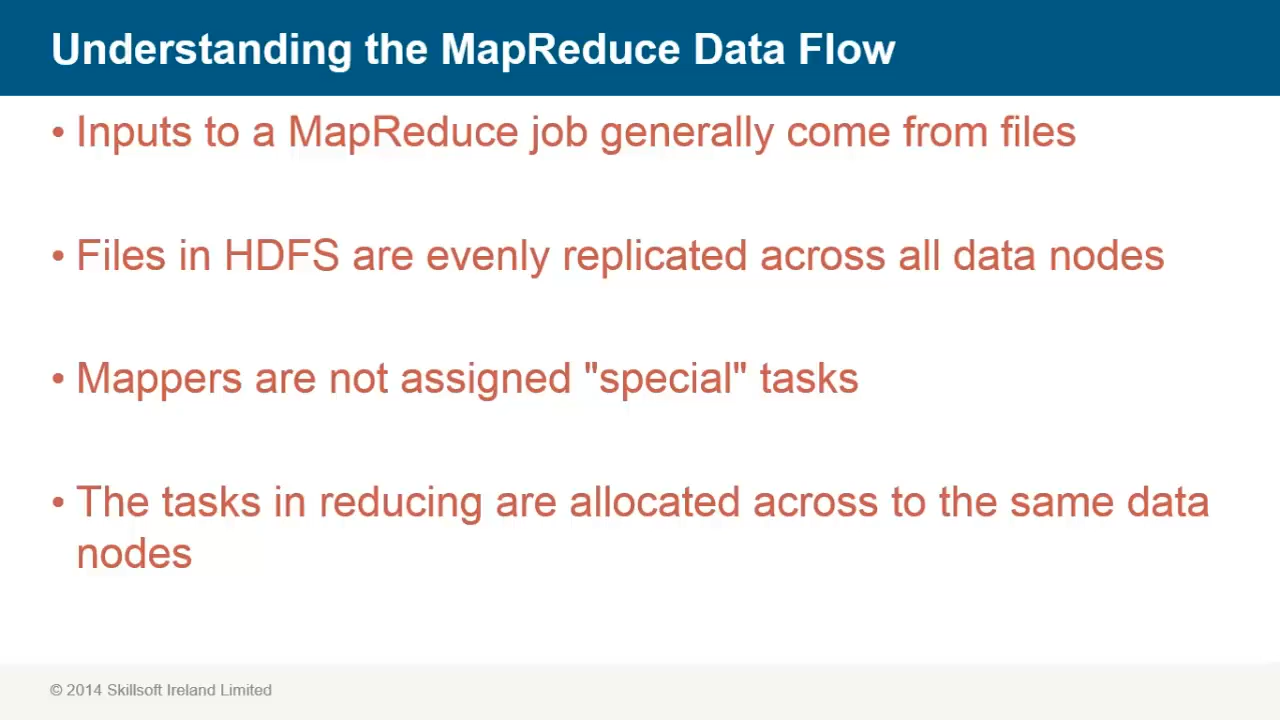 Understanding the MapReduce Data Flow
• Inputs to a MapReduce job generally come from files
• Files in HDFS are evenly replicated across all data nodes
• Mappers are not assigned "special" tasks
• The tasks in reducing are allocated across to the same data
nodes
© 2014 Skillsoft Ireland Limited